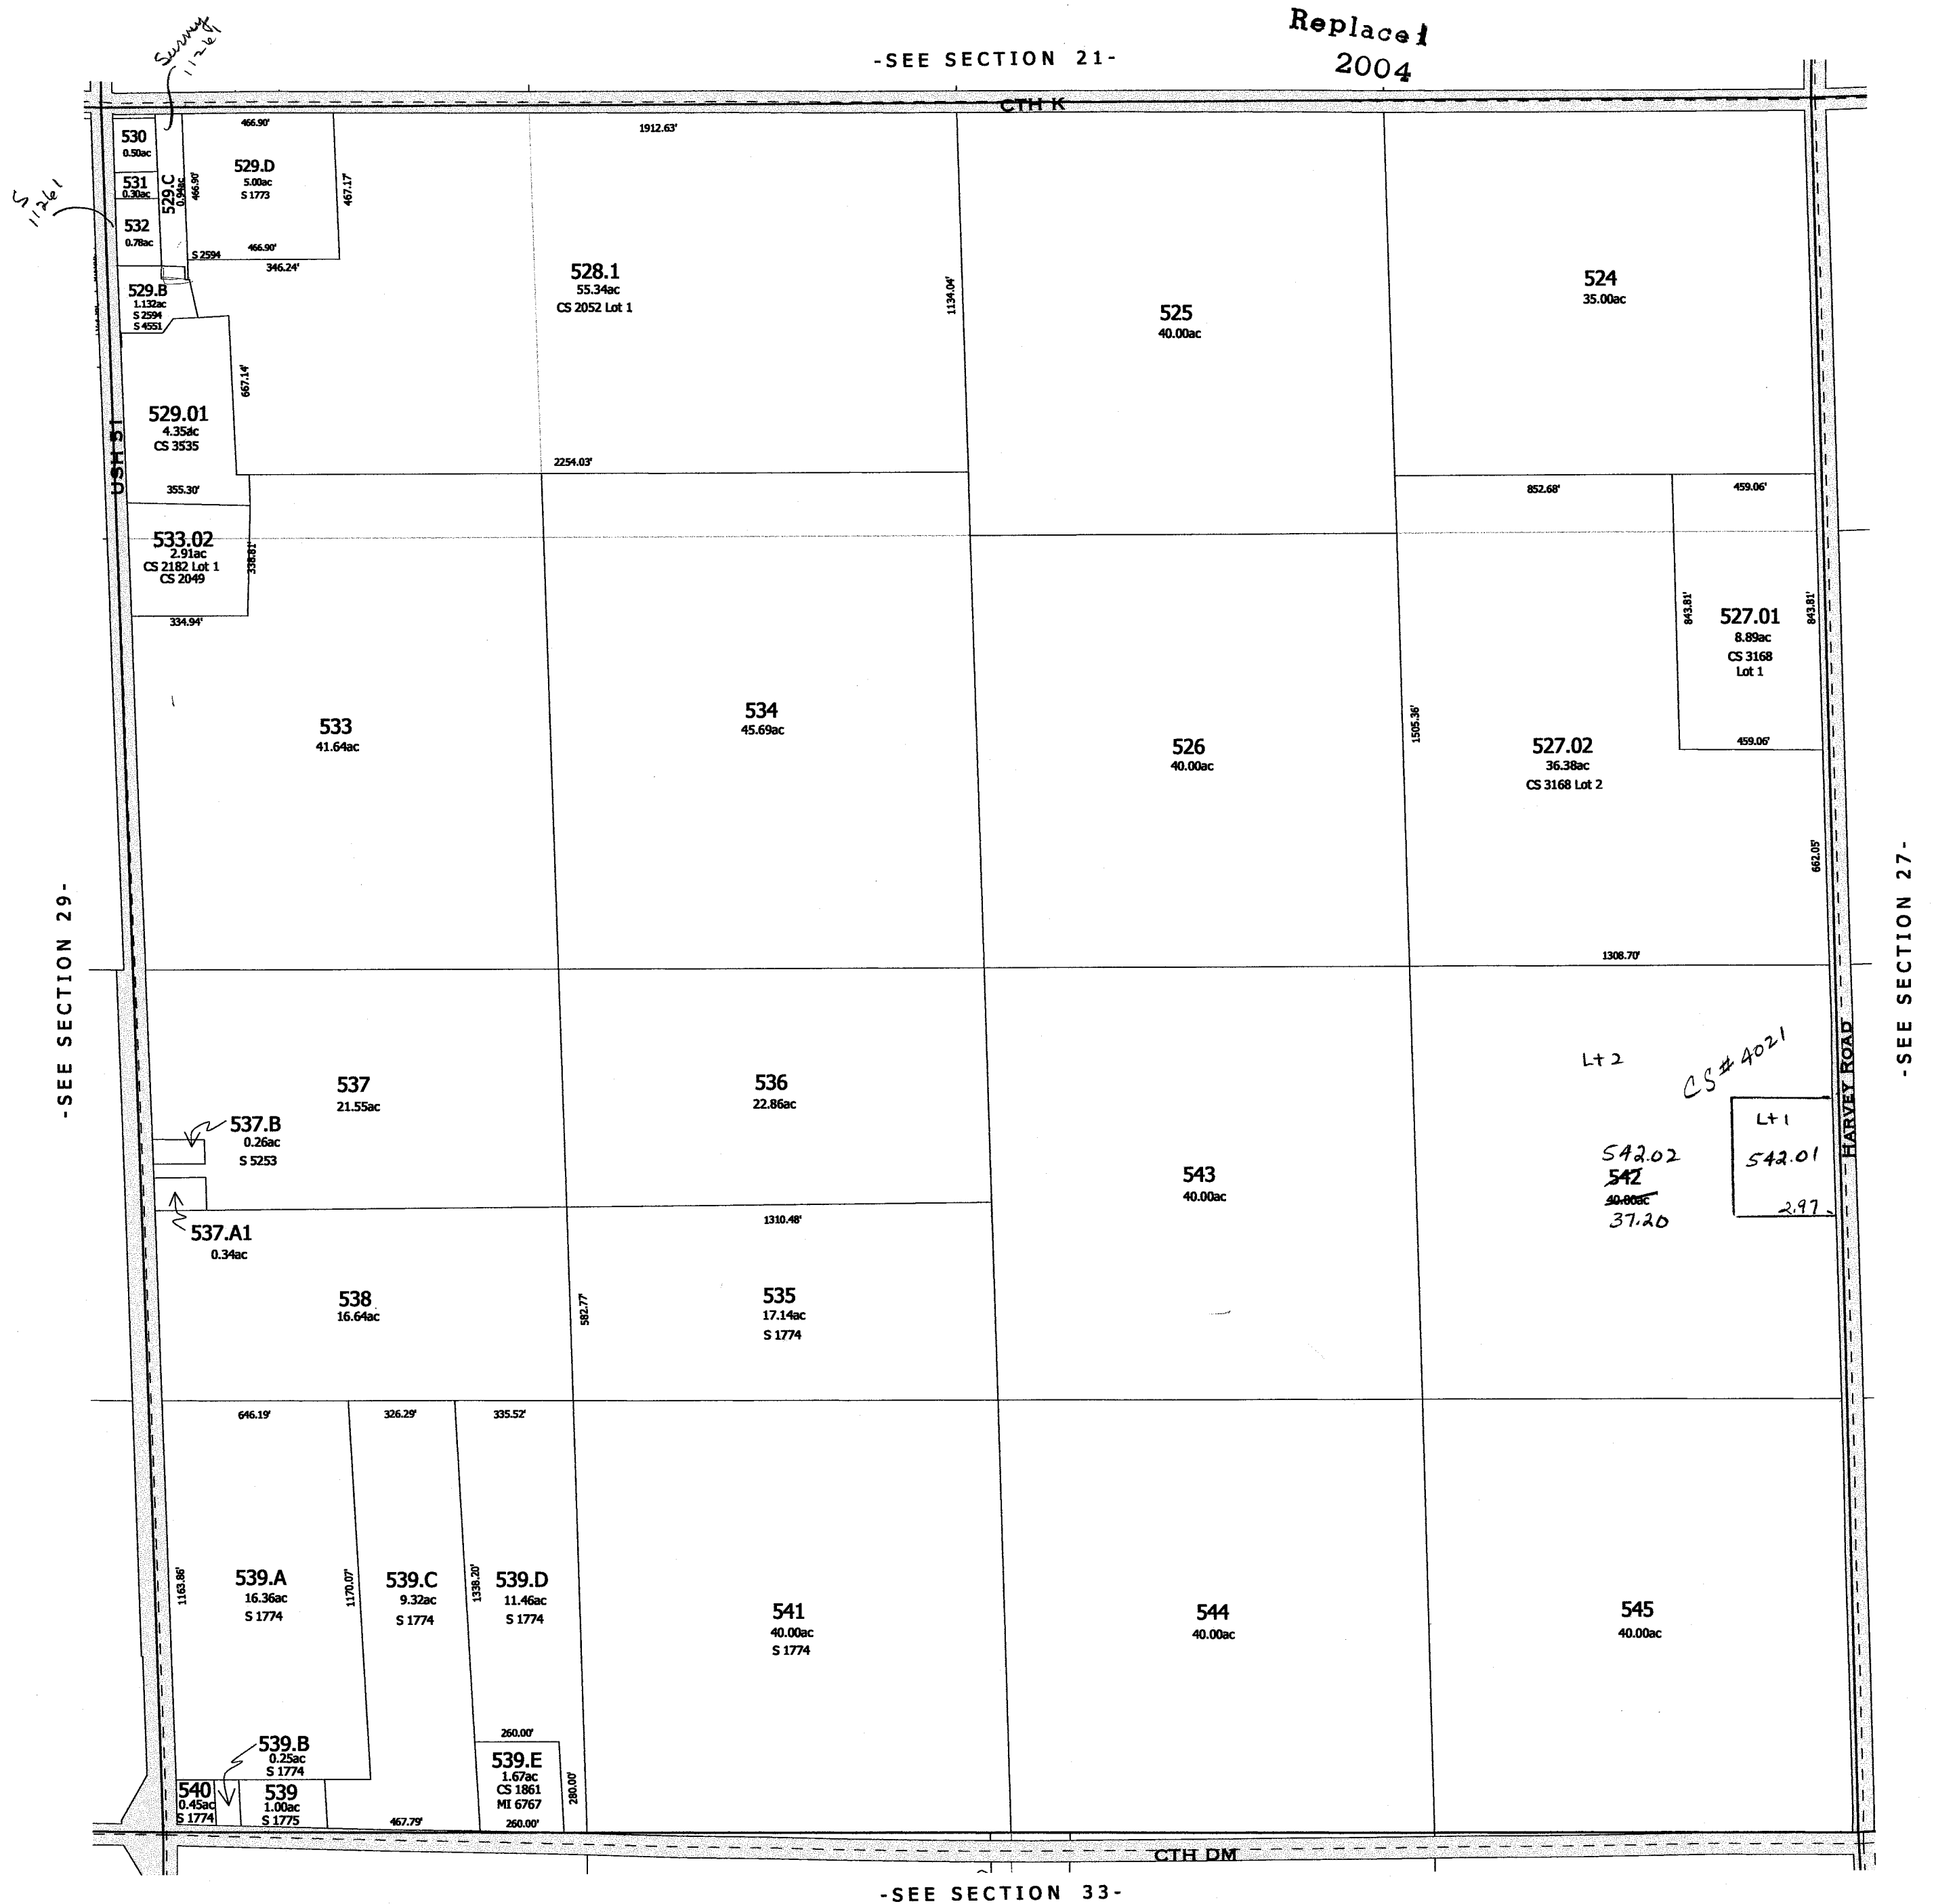 Replaced
2004
-SEE SECTION 21-
Survey
11261
S
11261
CTH K
530
0.50ac
531
0.30ac
532
0.78ac
529.C
0.94ac
466.90'
466.90'
529.D
5.00ac
S 1773
467.17'
466.90'
S 2594
346.24'
1912.63'
528.1
55.34ac
CS 2052 Lot 1
1134.04'
525
40.00ac
524
35.00ac
529.B
1.132ac
S 2594
S 4551
667.14'
529.01
4.35ac
CS 3535
355.30'
2254.03'
USH 51
852.68'
459.06'
533.02
2.91ac
CS 2182 Lot 1
CS 2049
338.81'
334.94'
843.81'
527.01
8.89ac
CS 3168
Lot 1
843.81'
459.06'
533
41.64ac
534
45.69ac
526
40.00ac
1505.36'
527.02
36.38ac
CS 3168 Lot 2
662.05'
1308.70'
-SEE SECTION 29-
-SEE SECTION 27-
HARVEY ROAD
537
21.55ac
536
22.86ac
537.B
0.26ac
S 5253
537.A1
0.34ac
543
40.00ac
Lt 2
CS # 4021
Lt 1
542.01
2.97
542.02
542
40.00ac
37.20
1310.48'
538
16.64ac
582.77'
535
17.14ac
S 1774
646.19'
326.29'
335.52'
1163.86'
539.A
16.36ac
S 1774
1170.07'
539.C
9.32ac
S 1774
1338.20'
539.D
11.46ac
S 1774
541
40.00ac
S 1774
544
40.00ac
545
40.00ac
539.B
0.25ac
S 1774
540
0.45ac
S 1774
539
1.00ac
S 1775
467.79'
260.00'
539.E
1.67ac
CS 1861
MI 6767
260.00'
280.00'
CTH DM
-SEE SECTION 33-